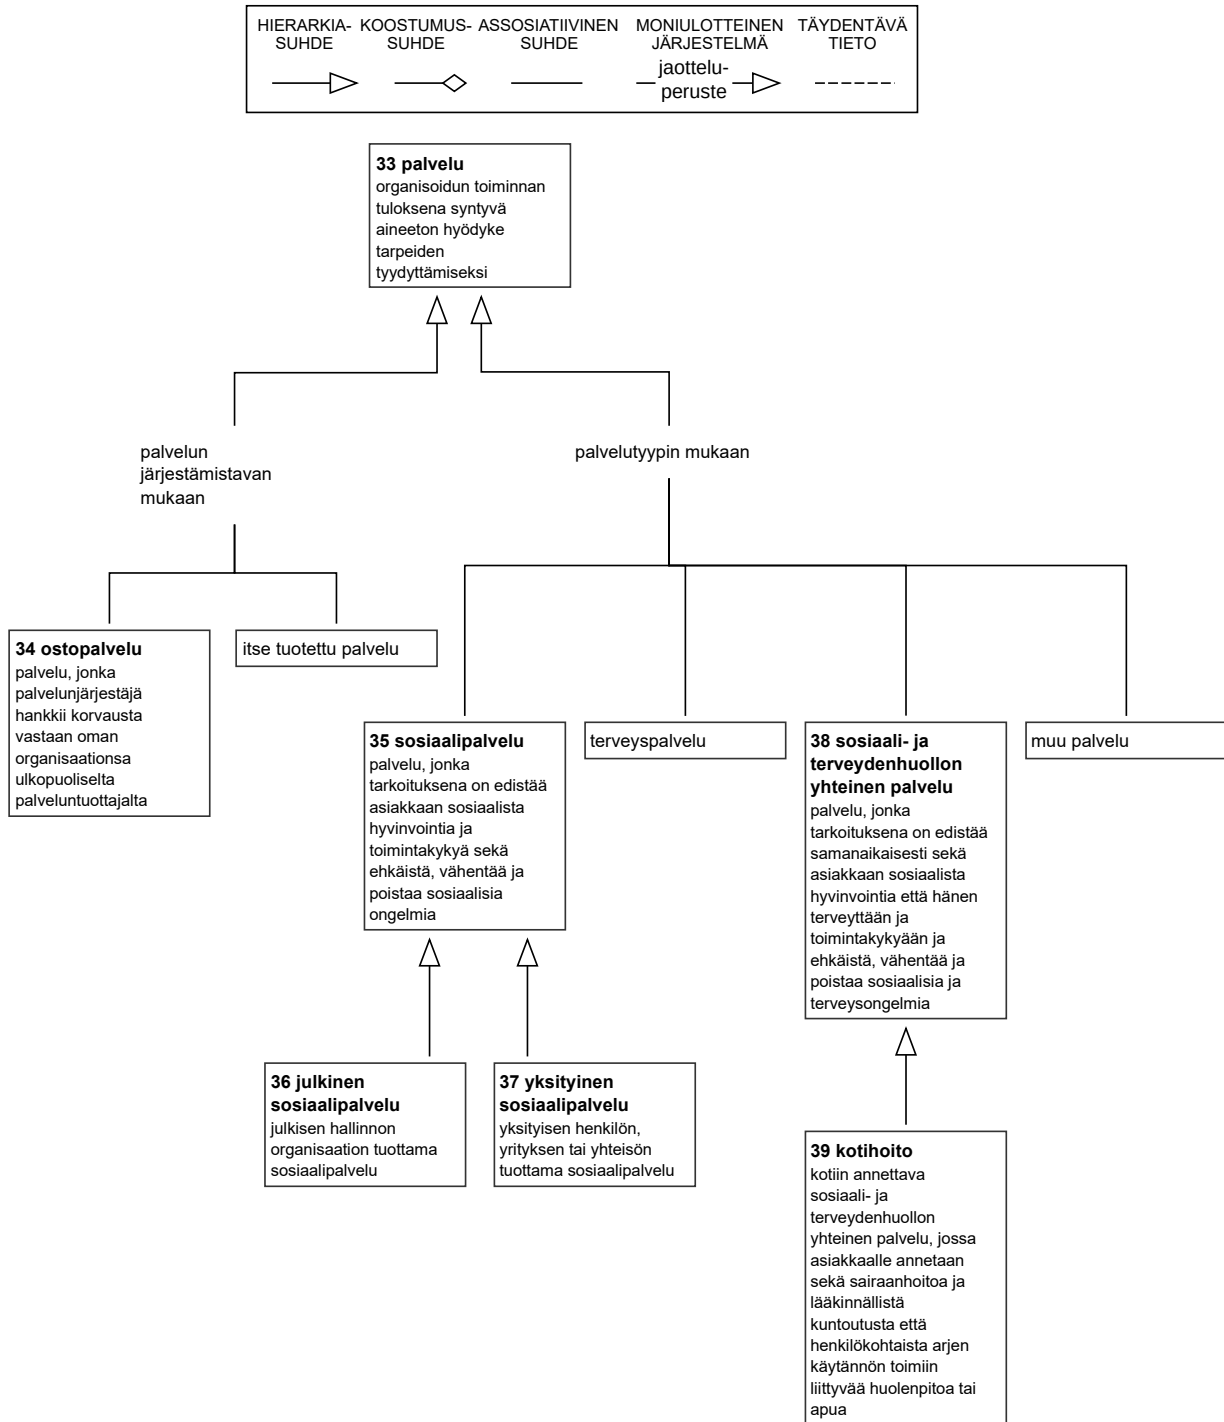 HIERARKIA-
SUHDE
KOOSTUMUS-
SUHDE
ASSOSIATIIVINEN
SUHDE
MONIULOTTEINEN
JÄRJESTELMÄ
jaottelu-
peruste
TÄYDENTÄVÄ
TIETO
33 palvelu
organisoidun toiminnan
tuloksena syntyvä
aineeton hyödyke
tarpeiden
tyydyttämiseksi
palvelun
järjestämistavan
mukaan
palvelutyypin mukaan
34 ostopalvelu
palvelu, jonka
palvelunjärjestäjä
hankkii korvausta
vastaan oman
organisaationsa
ulkopuoliselta
palveluntuottajalta
itse tuotettu palvelu
35 sosiaalipalvelu
palvelu, jonka
tarkoituksena on edistää
asiakkaan sosiaalista
hyvinvointia ja
toimintakykyä sekä
ehkäistä, vähentää ja
poistaa sosiaalisia
ongelmia
terveyspalvelu
38 sosiaali- ja
terveydenhuollon
yhteinen palvelu
palvelu, jonka
tarkoituksena on edistää
samanaikaisesti sekä
asiakkaan sosiaalista
hyvinvointia että hänen
terveyttään ja
toimintakykyään ja
ehkäistä, vähentää ja
poistaa sosiaalisia ja
terveysongelmia
muu palvelu
36 julkinen
sosiaalipalvelu
julkisen hallinnon
organisaation tuottama
sosiaalipalvelu
37 yksityinen
sosiaalipalvelu
yksityisen henkilön,
yrityksen tai yhteisön
tuottama sosiaalipalvelu
39 kotihoito
kotiin annettava
sosiaali- ja
terveydenhuollon
yhteinen palvelu, jossa
asiakkaalle annetaan
sekä sairaanhoitoa ja
lääkinnällistä
kuntoutusta että
henkilökohtaista arjen
käytännön toimiin
liittyvää huolenpitoa tai
apua